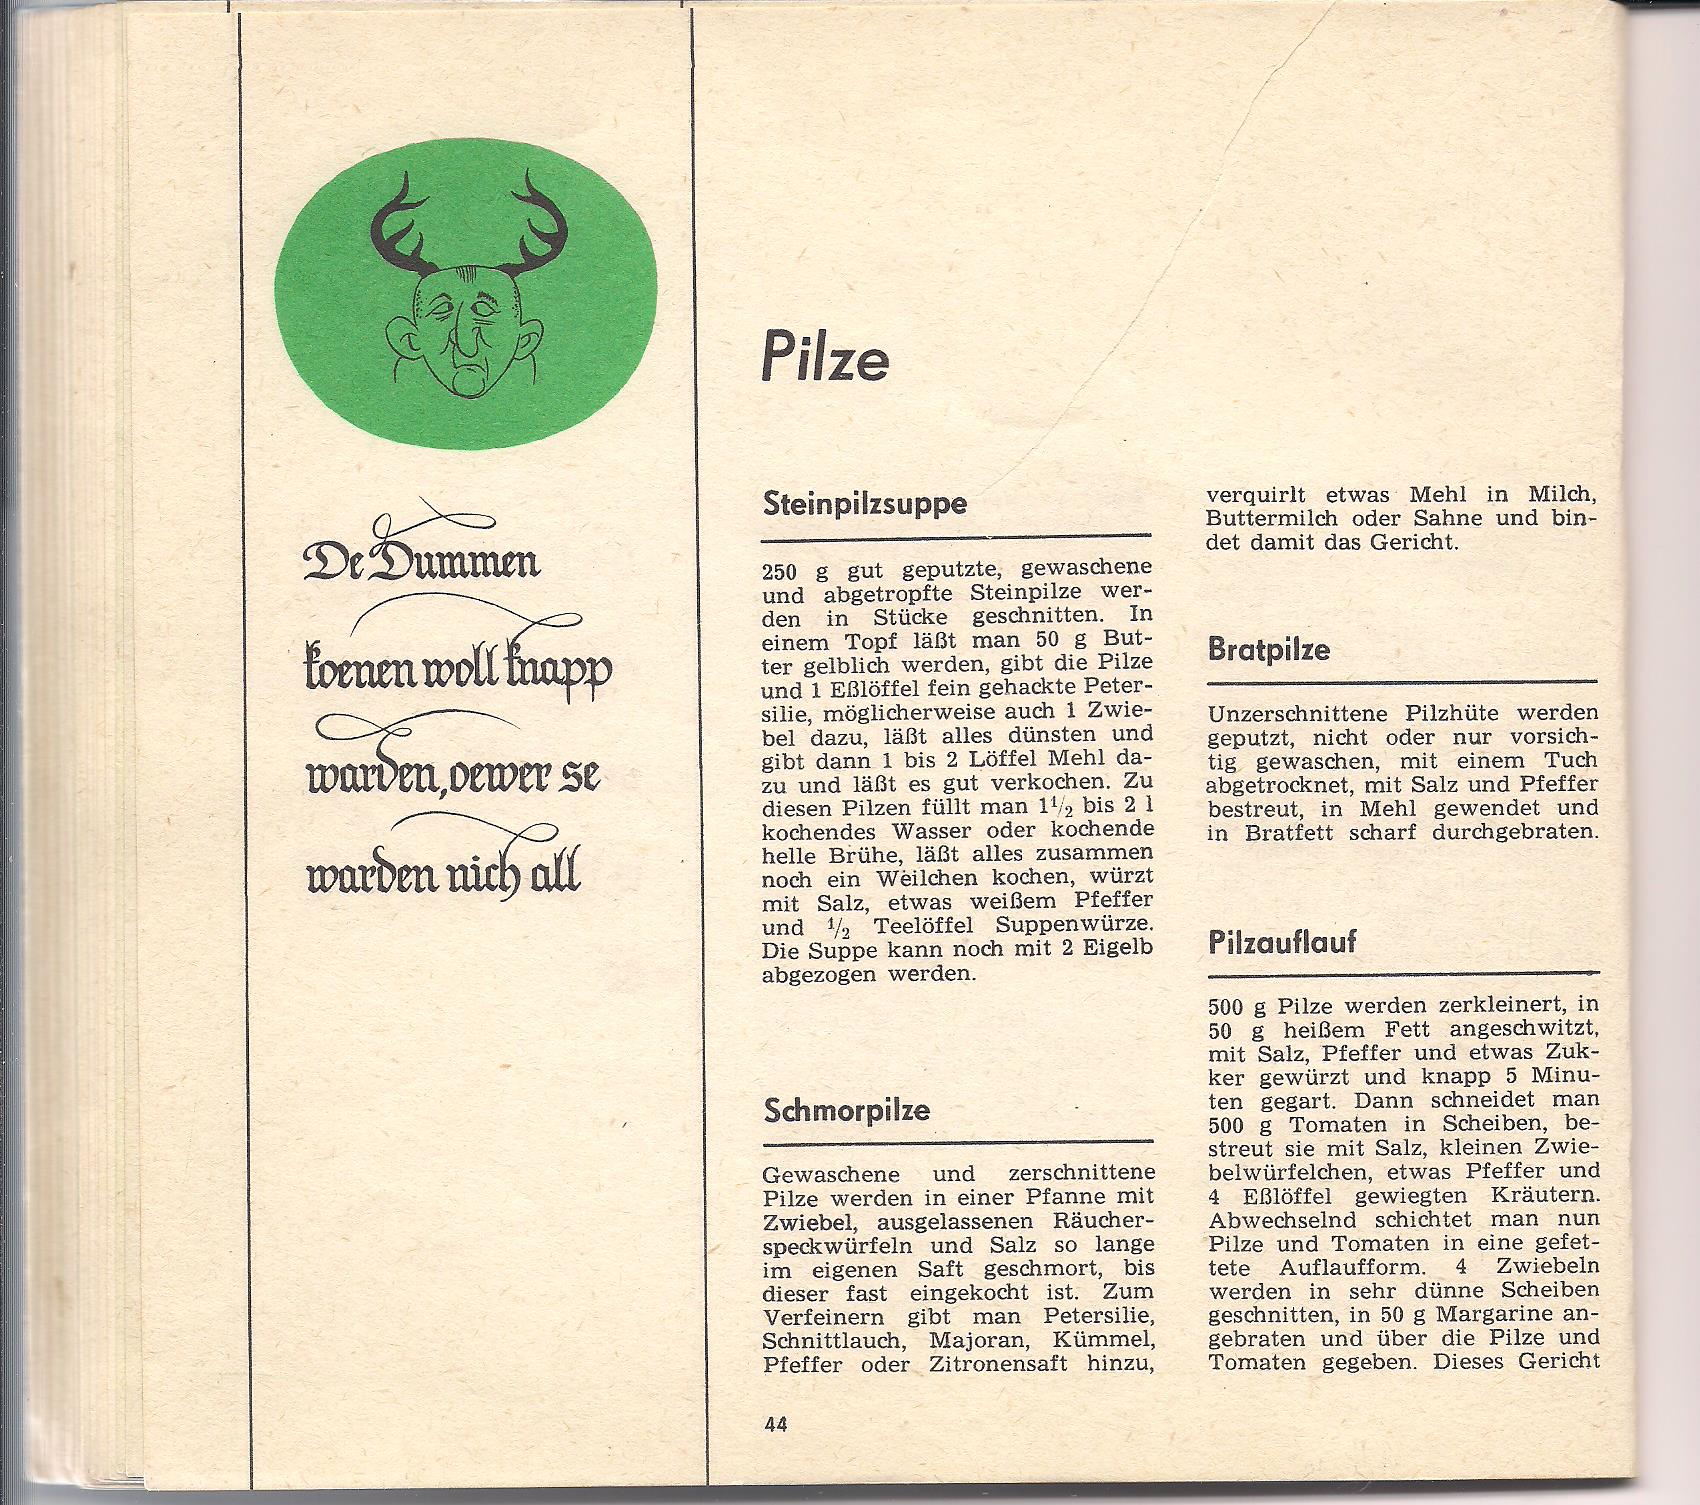 De Dummen
koenen woll knapp
warden, oewer se
warden nich all
Pilze
Steinpilzsuppe
250 g gut geputzte, gewaschene
und abgetropfte Steinpilze wer-
den in Stücke geschnitten. In
einem Topf läßt man 50 g But-
ter gelblich werden, gibt die Pilze
und 1 Eßlöffel fein gehackte Peter-
silie, möglicherweise auch 1 Zwie-
bel dazu, läßt alles dünsten und
gibt dann 1 bis 2 Löffel Mehl da-
zu und läßt es gut verkochen. Zu
diesen Pilzen füllt man 1½ bis 2 l
kochendes Wasser oder kochende
helle Brühe, läßt alles zusammen
noch ein Weilchen kochen, würzt
mit Salz, etwas weißem Pfeffer
und ½ Teelöffel Suppenwürze.
Die Suppe kann noch mit 2 Eigelb
abgezogen werden.
Schmorpilze
Gewaschene und zerschnittene
Pilze werden in einer Pfanne mit
Zwiebel, ausgelassenen Räucher-
speckwürfeln und Salz so lange
im eigenen Saft geschmort, bis
dieser fast eingekocht ist. Zum
Verfeinern gibt man Petersilie,
Schnittlauch, Majoran, Kümmel,
Pfeffer oder Zitronensaft hinzu,
verquirlt etwas Mehl in Milch,
Buttermilch oder Sahne und bin-
det damit das Gericht.
Bratpilze
Unzerschnittene Pilzhüte werden
geputzt, nicht oder nur vorsich-
tig gewaschen, mit einem Tuch
abgetrocknet, mit Salz und Pfeffer
bestreut, in Mehl gewendet und
in Bratfett scharf durchgebraten.
Pilzauflauf
500 g Pilze werden zerkleinert, in
50 g heißem Fett angeschwitzt,
mit Salz, Pfeffer und etwas Zuk-
ker gewürzt und knapp 5 Minu-
ten gegart. Dann schneidet man
500 g Tomaten in Scheiben, be-
streut sie mit Salz, kleinen Zwie-
belwürfelchen, etwas Pfeffer und
4 Eßlöffel gewiegten Kräutern.
Abwechselnd schichtet man nun
Pilze und Tomaten in eine gefet-
tete Auflaufform. 4 Zwiebeln
werden in sehr dünne Scheiben
geschnitten, in 50 g Margarine an-
gebraten und über die Pilze und
Tomaten gegeben. Dieses Gericht
44